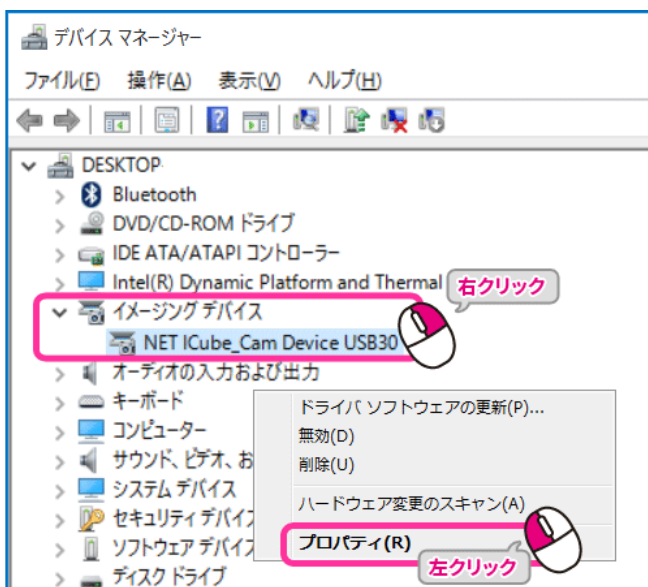 デバイス マネージャー
ファイル(F) 操作(A) 表示(V) ヘルプ(H)
DESKTOP
Bluetooth
DVD/CD-ROM ドライブ
IDE ATA/ATAPI コントローラー
Intel(R) Dynamic Platform and Thermal
右クリック
イメージング デバイス
NET ICube_Cam Device USB30
オーディオの入力および出力
キーボード
コンピューター
サウンド、ビデオ、お
システム デバイス
セキュリティ デバイス
ソフトウェア デバイス
ディスク ドライブ
ドライバ ソフトウェアの更新(P)...
無効(D)
削除(U)
ハードウェア変更のスキャン(A)
プロパティ(R)
左クリック